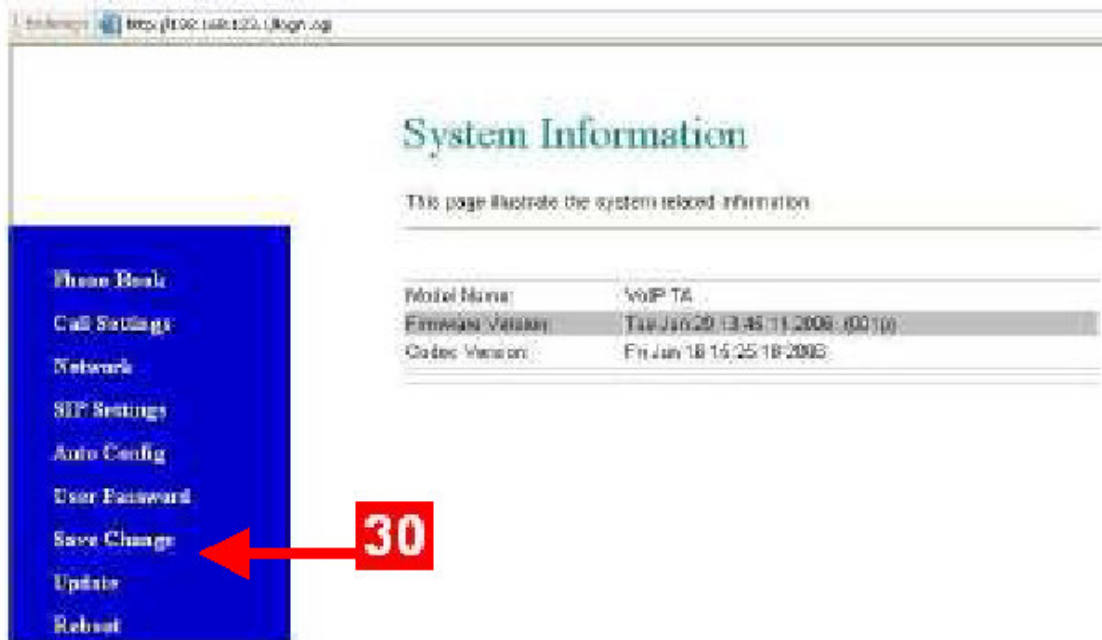 System Information
This page illustrate the system related information
Phone Book
Call Settings
Network
SIP Settings
Auto Config
User Password
Save Change
Update
Reboot
Model Name: VoIP TA
Firmware Version:
Codec Version:
30